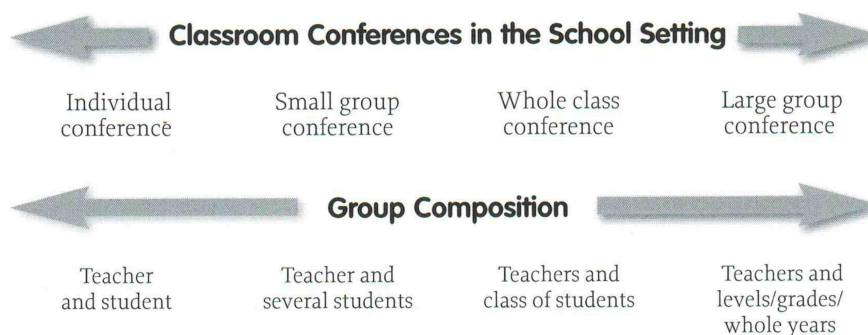 Classroom Conferences in the School Setting
Individual
conference
Small group
conference
Whole class
conference
Large group
conference
Group Composition
Teacher
and student
Teacher and
several students
Teachers and
class of students
Teachers and
levels/grades/
whole years